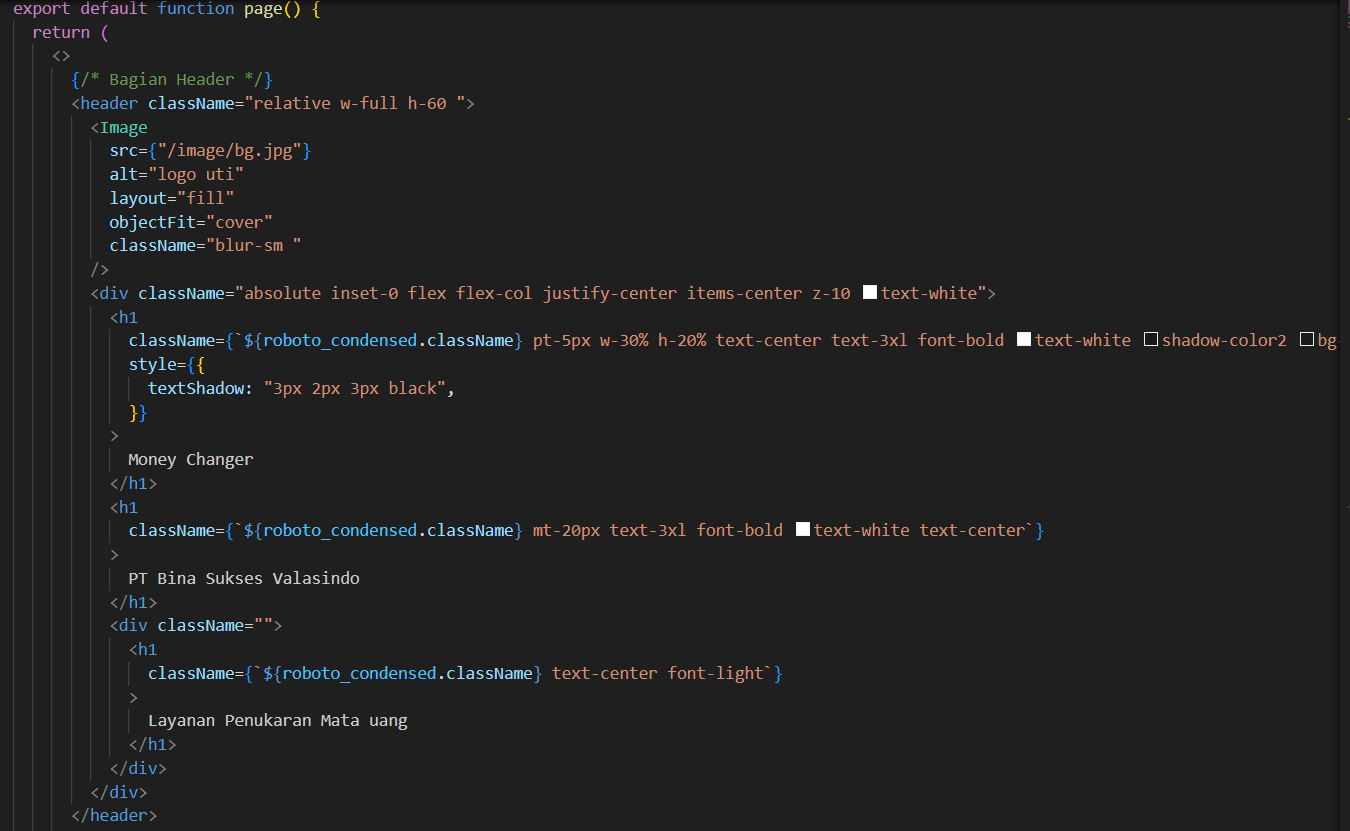 export default function page() {
return (
<>
{/* Bagian Header */}
<header className="relative w-full h-60 ">
<Image
src={"/image/bg.jpg"}
alt="logo uti"
layout="fill"
objectFit="cover"
className="blur-sm "
/>
<div className="absolute inset-0 flex flex-col justify-center items-center z-10 text-white">
<h1
className={`${roboto_condensed.className} pt-5px w-30% h-20% text-center text-3xl font-bold text-white shadow-color2 bg-
style={{
textShadow: "3px 2px 3px black",
}}
>
Money Changer
</h1>
<h1
className={`${roboto_condensed.className} mt-20px text-3xl font-bold text-white text-center`}
>
PT Bina Sukses Valasindo
</h1>
<div className="">
<h1
className={`${roboto_condensed.className} text-center font-light`}
>
Layanan Penukaran Mata uang
</h1>
</div>
</div>
</header>